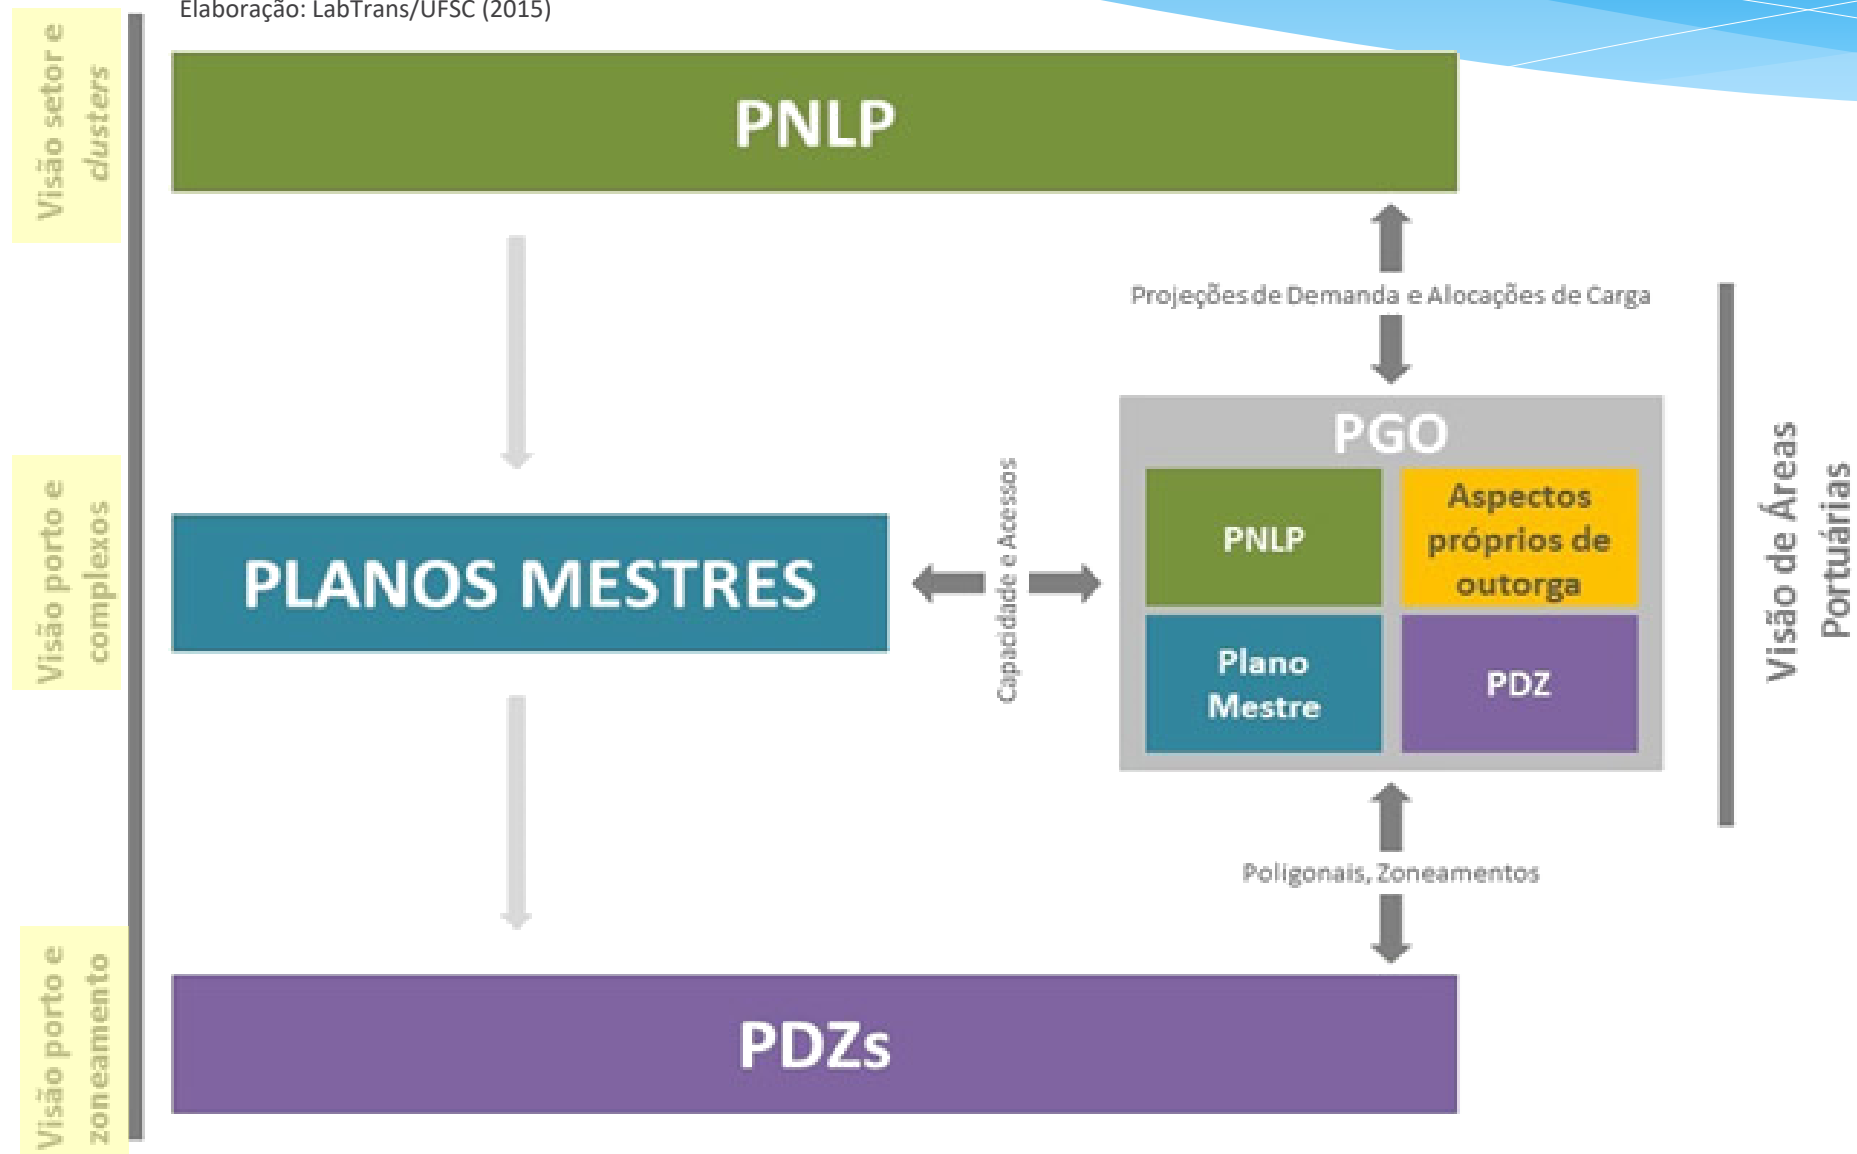 Elaboração: LabTrans/UFSC (2015)
Visão setor e
clusters
PNLP
Projeções de Demanda e Alocações de Carga
Visão porto e
complexos
PLANOS MESTRES
Capacidade e Acessos
PGO
PNLP
Aspectos
próprios de
outorga
Plano
Mestre
PDZ
Visão de Áreas
Portuárias
Poligonais, Zoneamentos
Visão porto e
zoneamento
PDZs